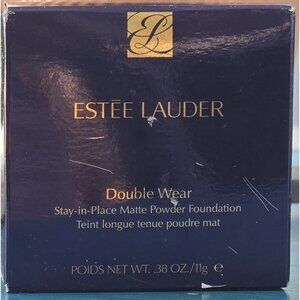 EL
ESTĒE LAUDER
Double Wear
Stay-in-Place Matte Powder Foundation
Teint longue tenue poudre mat
POIDS NET WT. .38 OZ./11g ℮